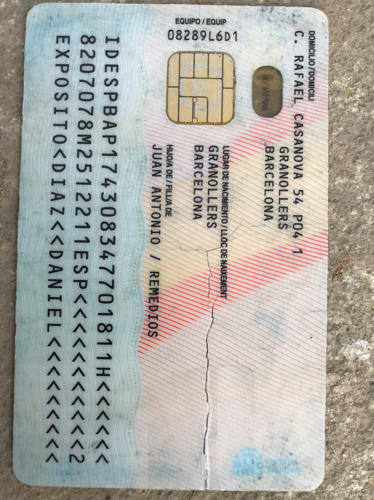 EQUIPO / EQUIP
08289L6D1
DOMICILIO / DOMICILI
C. RAFAEL CASANOVA 54 P04 1
GRANOLLERS
BARCELONA
LUGAR DE NACIMIENTO / LLOC DE NAIXEMENT
GRANOLLERS
BARCELONA
HIJO/A DE / FILL/A DE
JUAN ANTONIO / REMEDIOS
IDESPBAP174308347701811H<<<<<<
8207078M2512211ESP<<<<<<<<<<<2
EXPOSITO<DIAZ<<DANIEL<<<<<<<<<